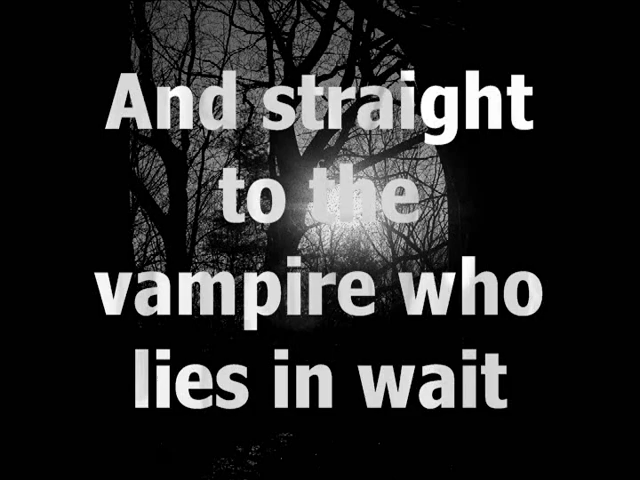 And straight
to the
vampire who
lies in wait